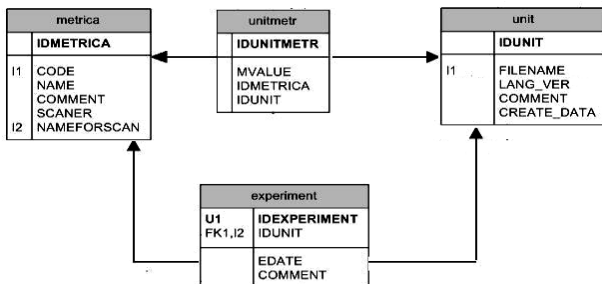 metrica
IDMETRICA
I1 CODE
NAME
COMMENT
SCANER
I2 NAMEFORSCAN
unitmetr
IDUNITMETR
MVALUE
IDMETRICA
IDUNIT
unit
IDUNIT
I1 FILENAME
LANG_VER
COMMENT
CREATE_DATA
experiment
U1 IDEXPERIMENT
FK1,I2 IDUNIT
EDATE
COMMENT